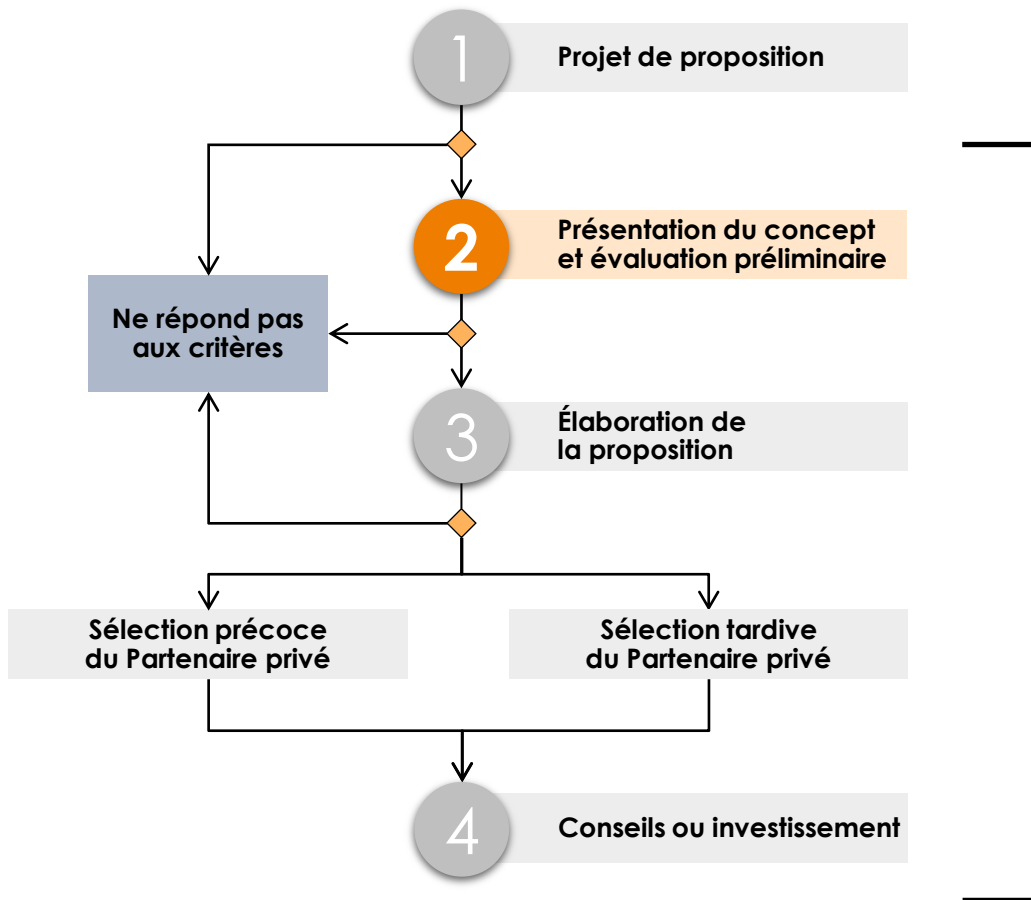 1
Projet de proposition
2
Présentation du concept
et évaluation préliminaire
Ne répond pas
aux critères
3
Élaboration de
la proposition
Sélection précoce
du Partenaire privé
Sélection tardive
du Partenaire privé
4
Conseils ou investissement